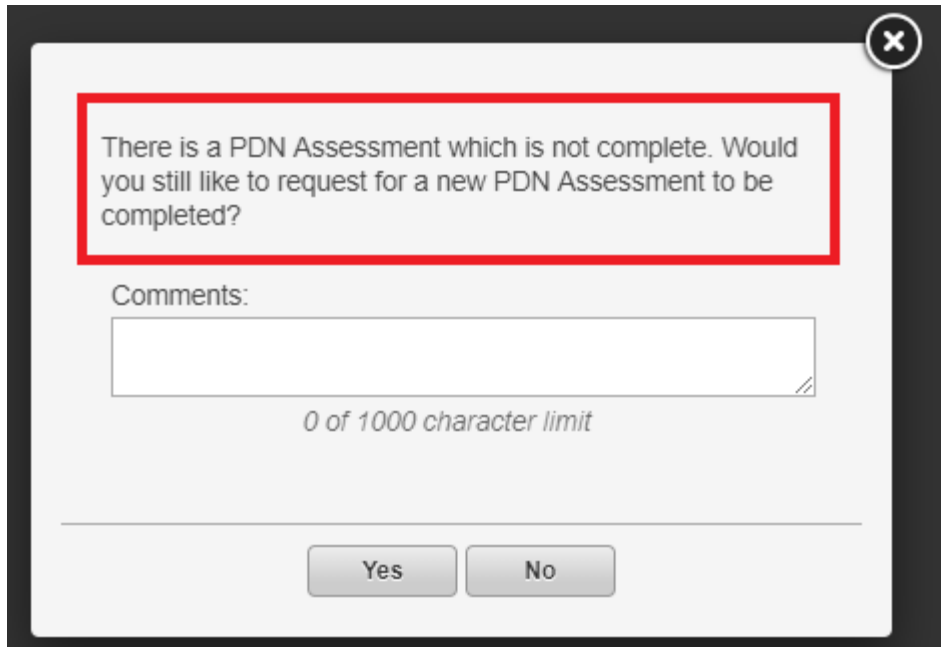 There is a PDN Assessment which is not complete. Would
you still like to request for a new PDN Assessment to be
completed?
Comments:
0 of 1000 character limit
Yes
No